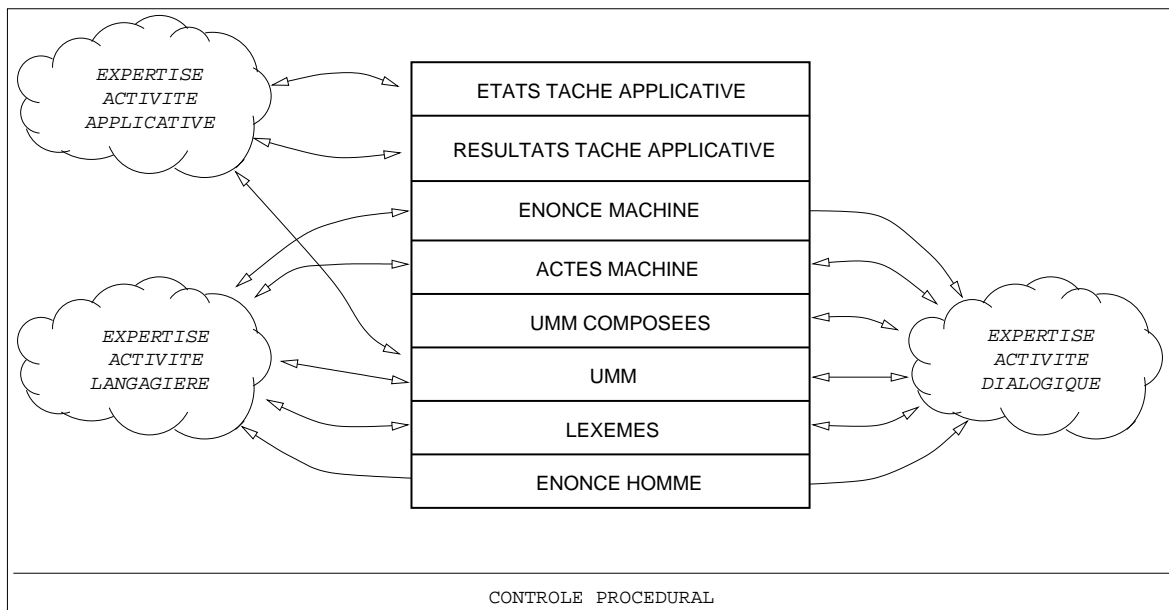 EXPERTISE
ACTIVITE
APPLICATIVE
ETATS TACHE APPLICATIVE
RESULTATS TACHE APPLICATIVE
ENONCE MACHINE
ACTES MACHINE
UMM COMPOSEES
UMM
LEXEMES
ENONCE HOMME
EXPERTISE
ACTIVITE
LANGAGIERE
EXPERTISE
ACTIVITE
DIALOGIQUE
CONTROLE PROCEDURAL